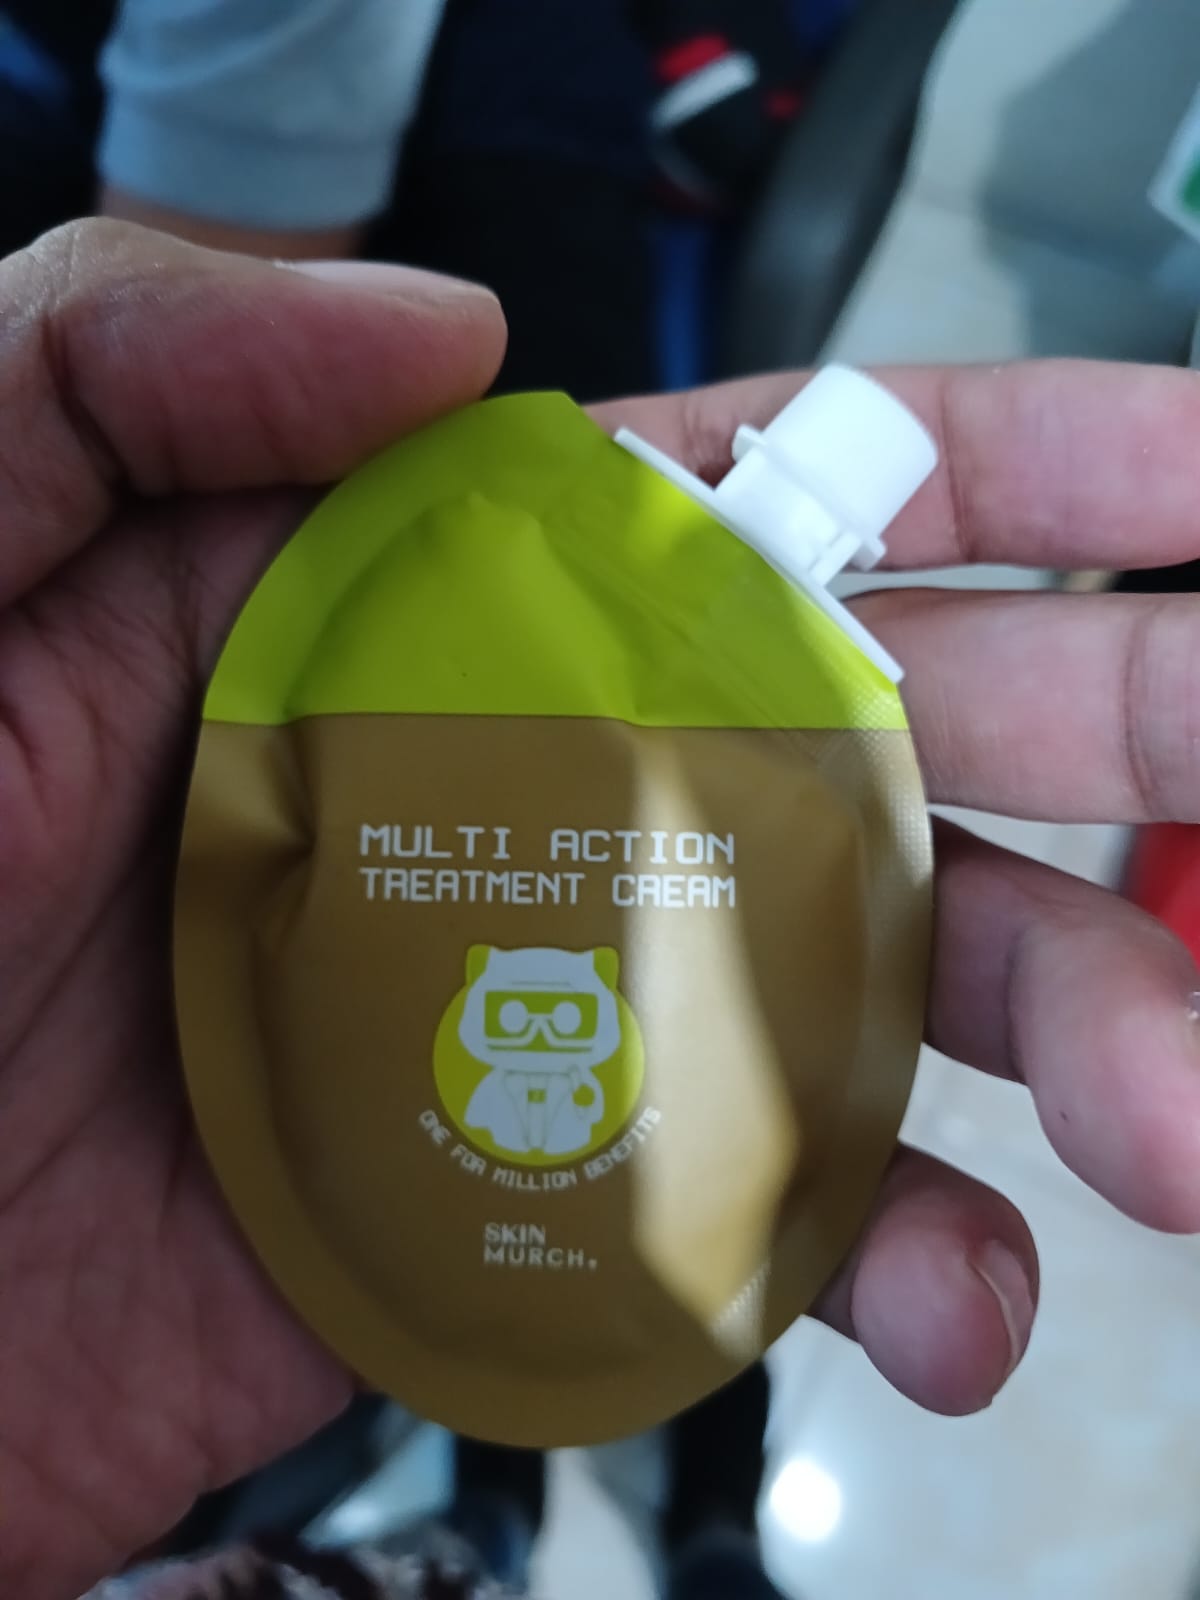 MULTI ACTION
TREATMENT CREAM
ONE FOR MILLION BENEFITS
SKIN
MURCH.